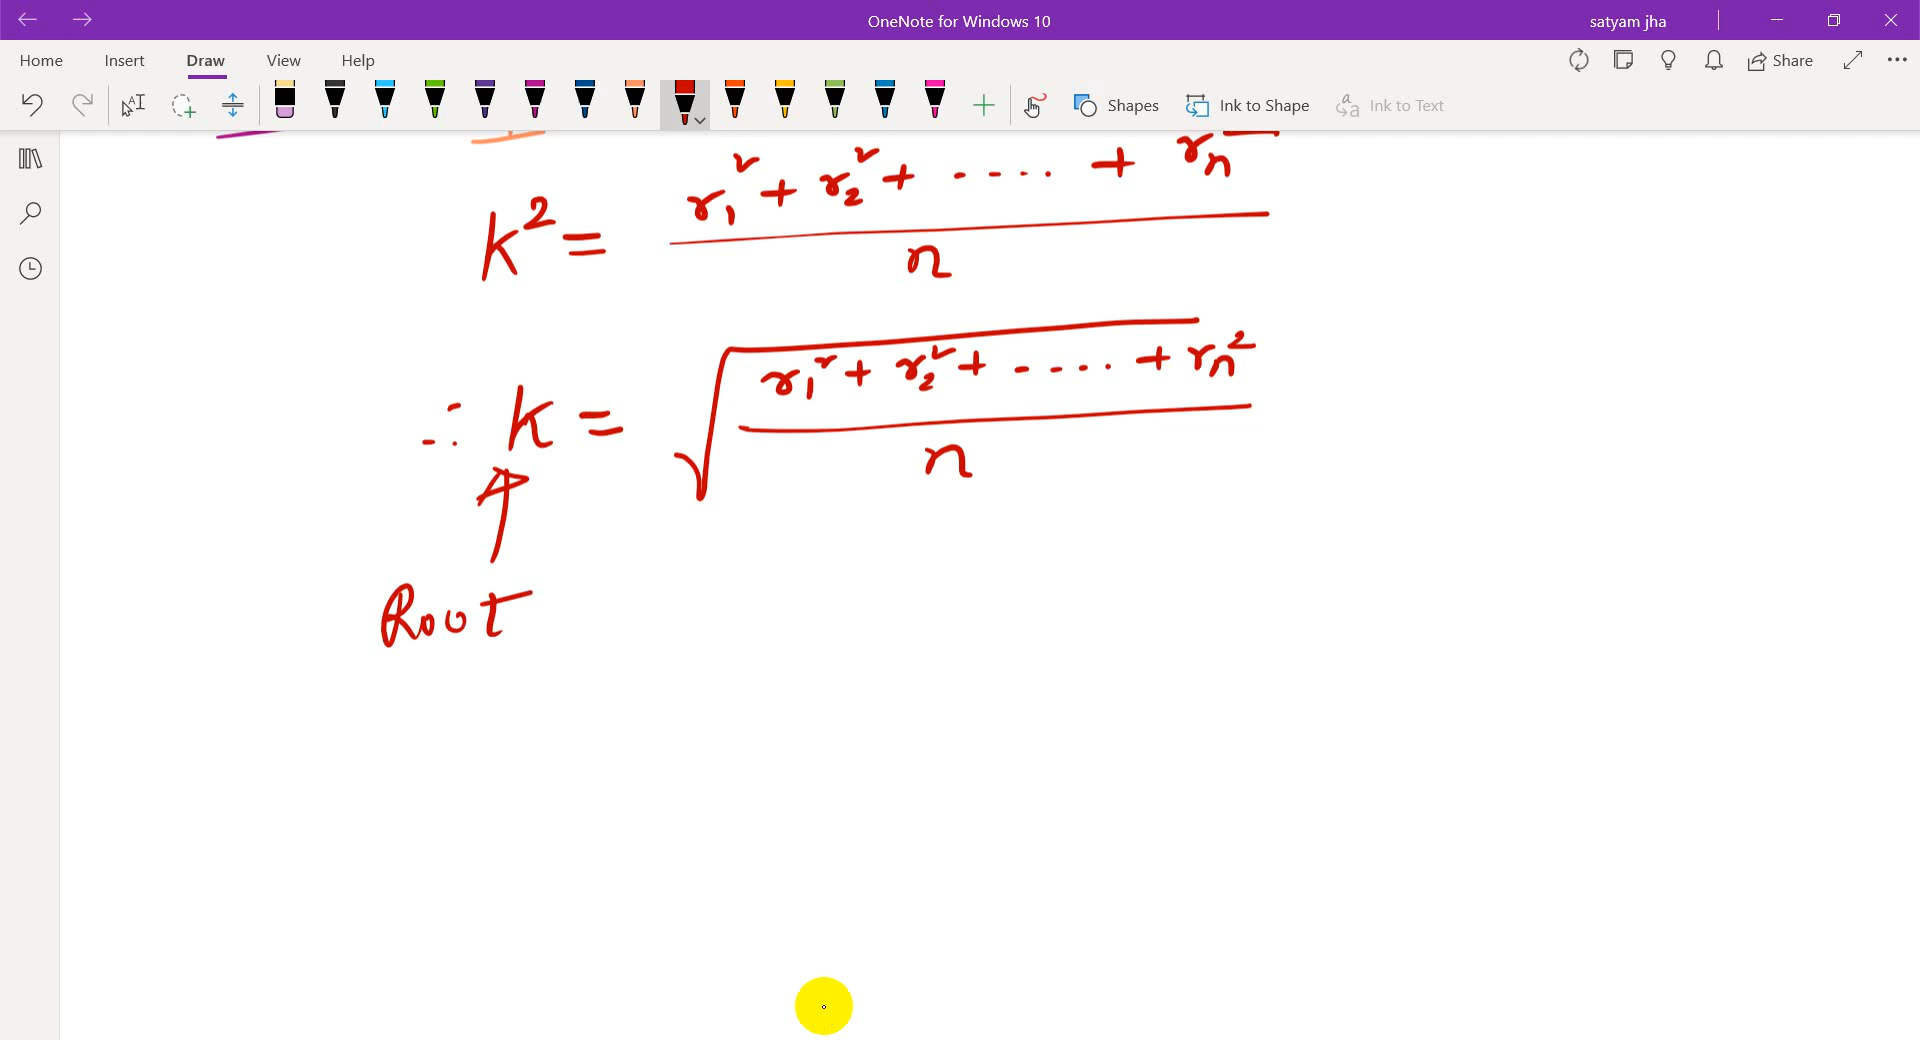 OneNote for Windows 10 satyam jha
Home Insert Draw View Help Share
Shapes Ink to Shape Ink to Text
K² = (r₁² + r₂² + ..... + rₙ²) / n
∴ K = √((r₁² + r₂² + ..... + rₙ²) / n)
Root